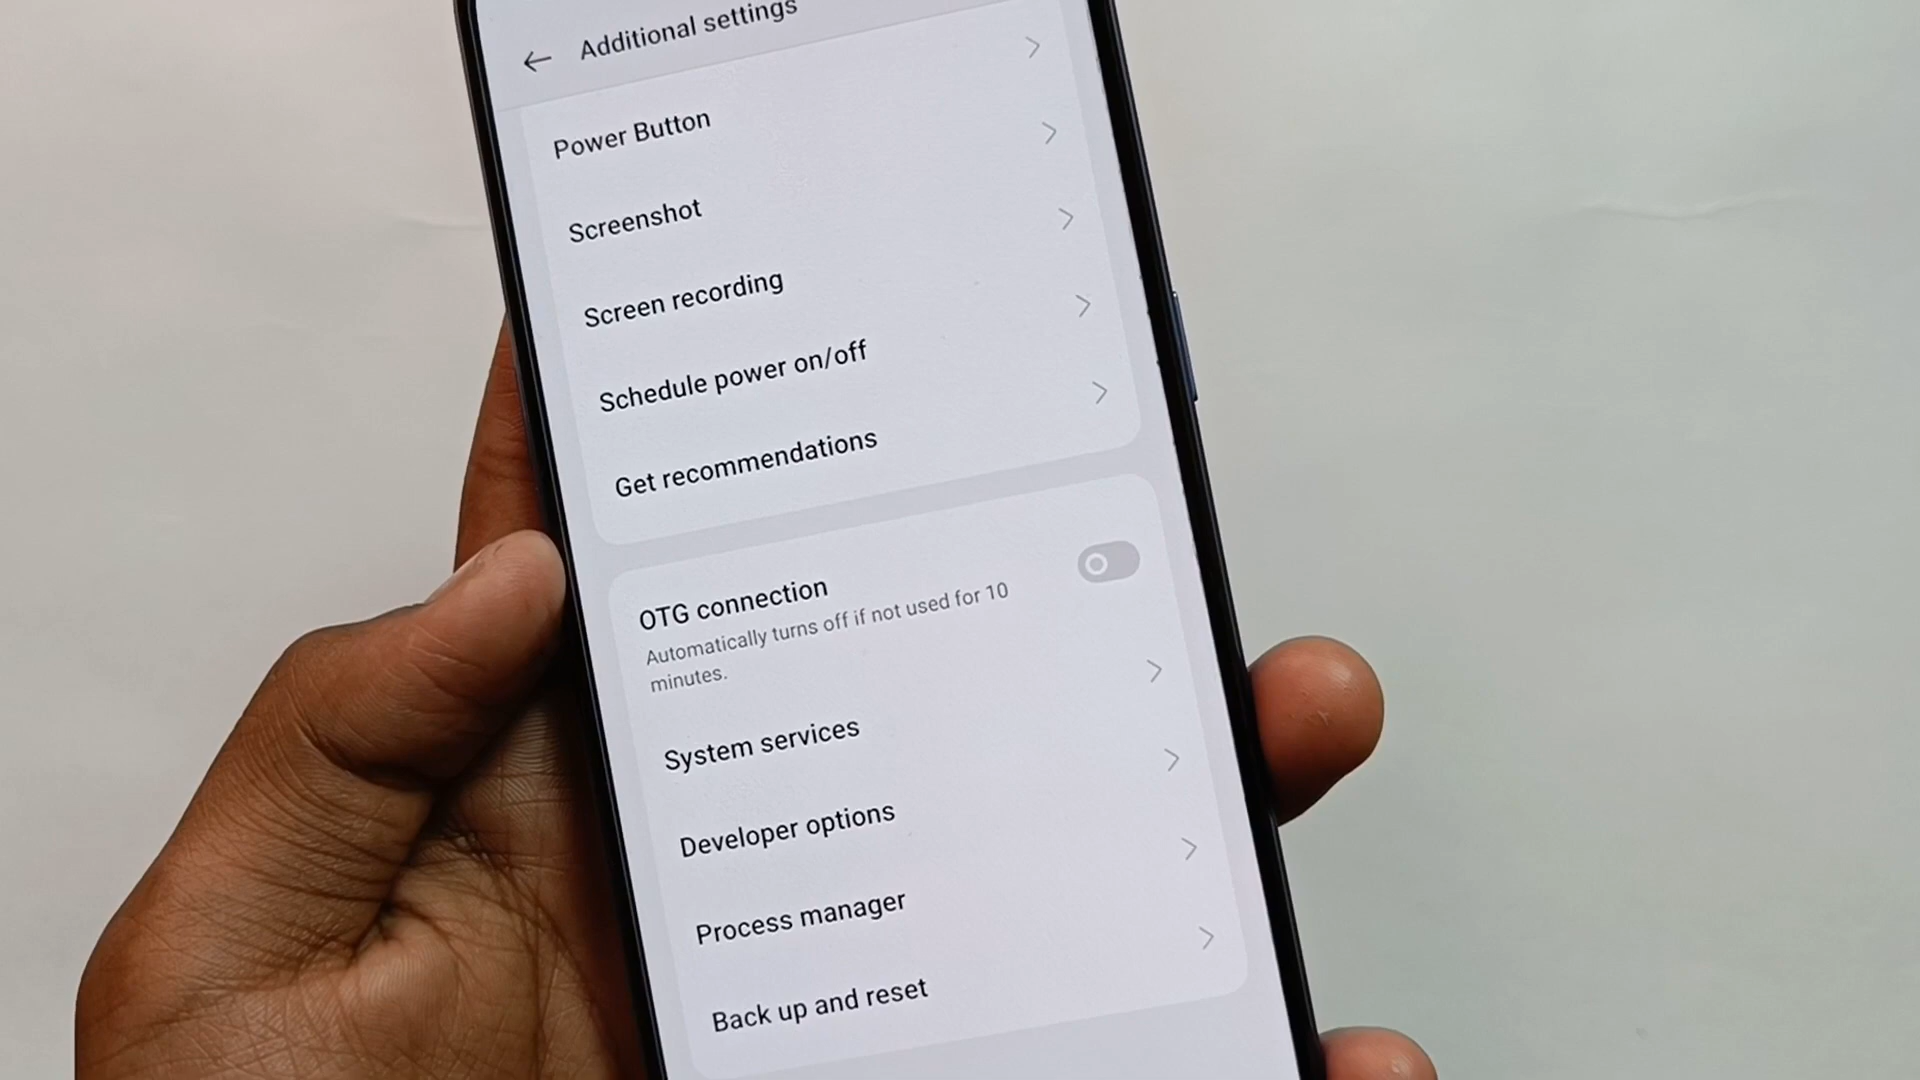 Additional settings
Power Button
Screenshot
Screen recording
Schedule power on/off
Get recommendations
OTG connection
Automatically turns off if not used for 10
minutes.
System services
Developer options
Process manager
Back up and reset